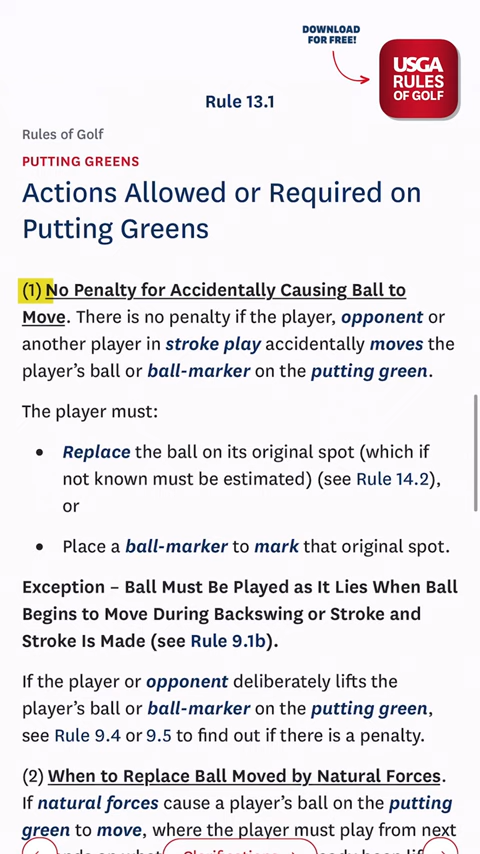 DOWNLOAD
FOR FREE!
USGA
RULES
OF GOLF
Rule 13.1
Rules of Golf
PUTTING GREENS
Actions Allowed or Required on
Putting Greens
(1) No Penalty for Accidentally Causing Ball to
Move. There is no penalty if the player, opponent or
another player in stroke play accidentally moves the
player's ball or ball-marker on the putting green.
The player must:
• Replace the ball on its original spot (which if
not known must be estimated) (see Rule 14.2),
or
• Place a ball-marker to mark that original spot.
Exception – Ball Must Be Played as It Lies When Ball
Begins to Move During Backswing or Stroke and
Stroke Is Made (see Rule 9.1b).
If the player or opponent deliberately lifts the
player's ball or ball-marker on the putting green,
see Rule 9.4 or 9.5 to find out if there is a penalty.
(2) When to Replace Ball Moved by Natural Forces.
If natural forces cause a player's ball on the putting
green to move, where the player must play from next